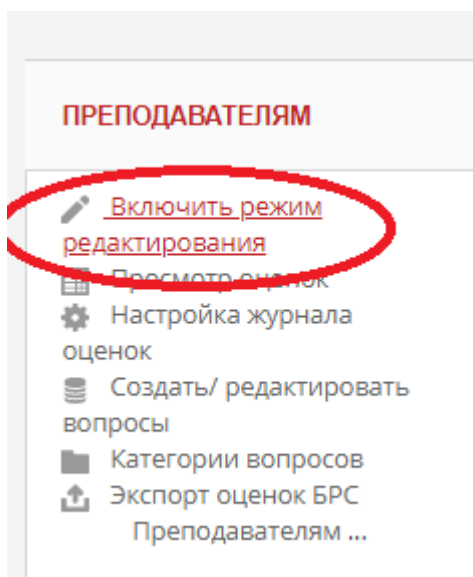 ПРЕПОДАВАТЕЛЯМ
Включить режим
редактирования
Просмотр оценок
Настройка журнала
оценок
Создать/ редактировать
вопросы
Категории вопросов
Экспорт оценок БРС
Преподавателям ...